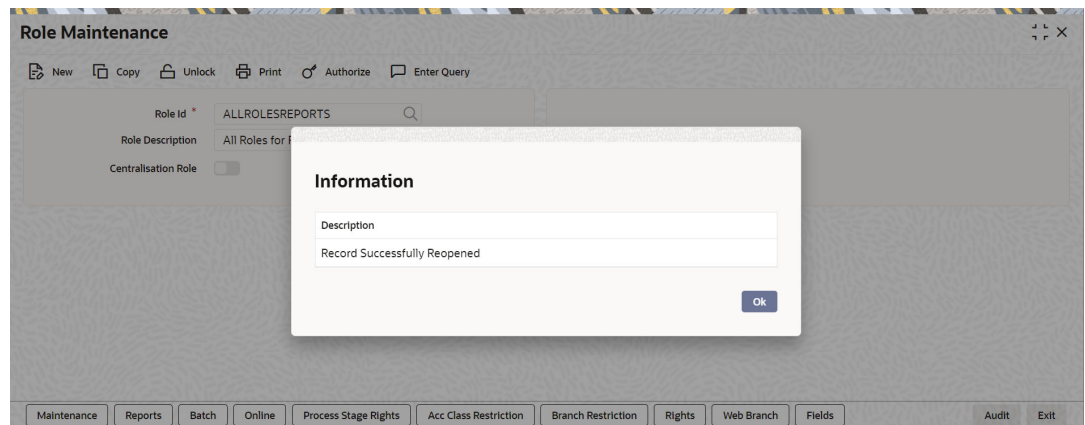 Role Maintenance
New Copy Unlock Print Authorize Enter Query
Role Id * ALLROLESREPORTS
Role Description All Roles for
Centralisation Role
Information
Description
Record Successfully Reopened
Ok
Maintenance Reports Batch Online Process Stage Rights Acc Class Restriction Branch Restriction Rights Web Branch Fields Audit Exit